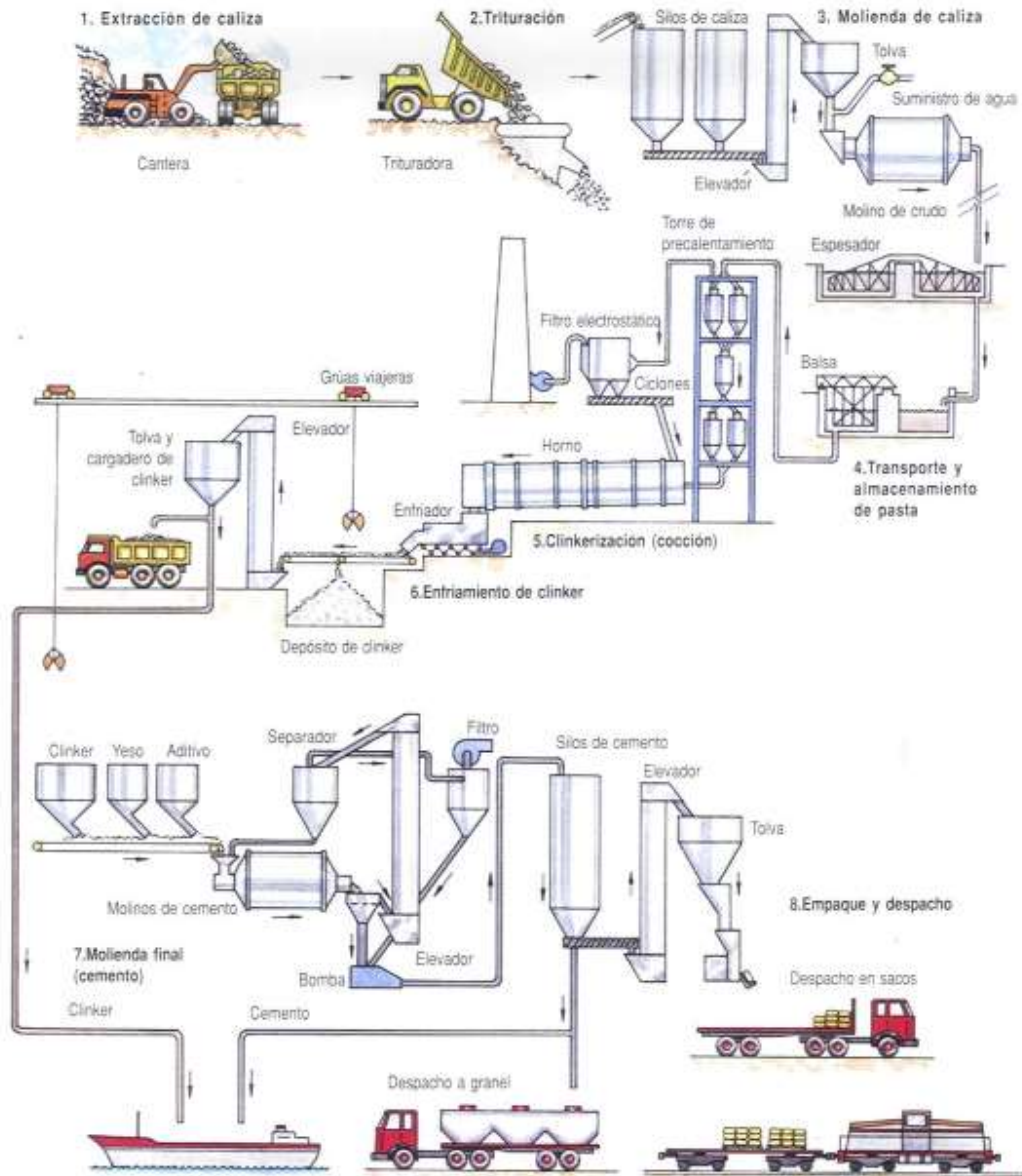 1. Extracción de caliza
2.Trituración
Silos de caliza
3. Molienda de caliza
Tolva
Suministro de agua
Cantera
Trituradora
Elevador
Molino de crudo
Torre de
precalentamiento
Espesador
Filtro electrostático
Ciclones
Balsa
Grúas viajeras
Tolva y
cargadero de
clinker
Elevador
Horno
4.Transporte y
almacenamiento
de pasta
Enfriador
5.Clinkerización (cocción)
6.Enfriamiento de clinker
Depósito de clinker
Clinker
Yeso
Aditivo
Separador
Filtro
Silos de cemento
Elevador
Tolva
Molinos de cemento
8.Empaque y despacho
7.Molienda final
(cemento)
Elevador
Bomba
Despacho en sacos
Clinker
Cemento
Despacho a granel